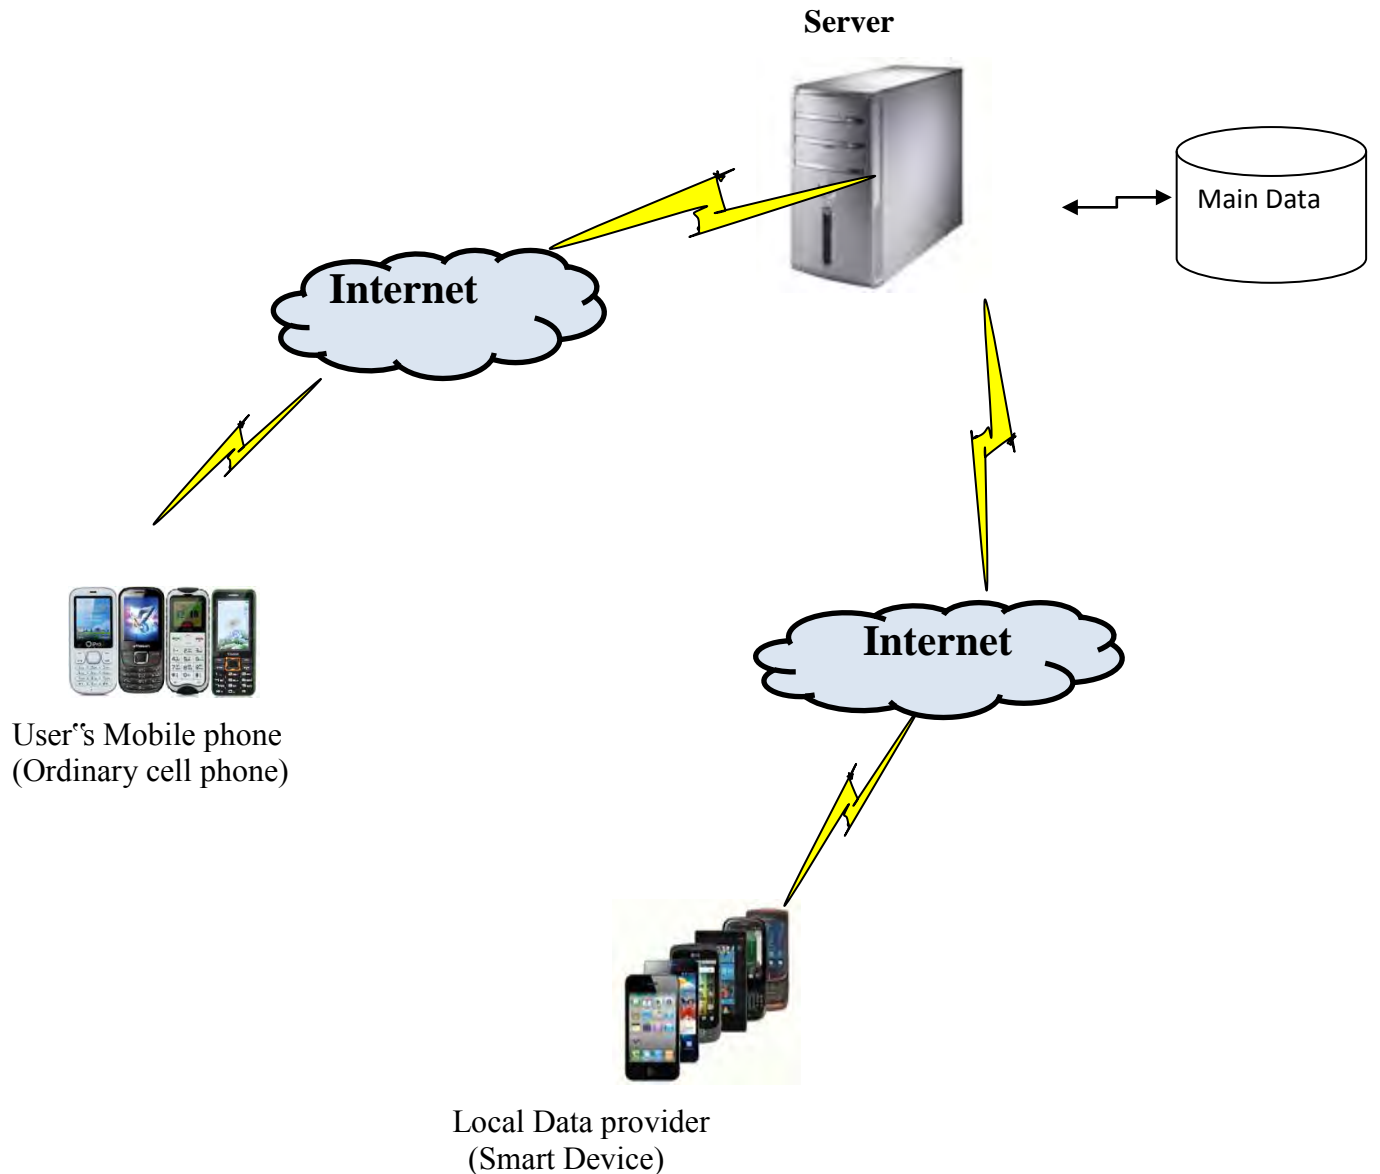 Server
Main Data
Internet
Internet
User‟s Mobile phone
(Ordinary cell phone)
Local Data provider
(Smart Device)